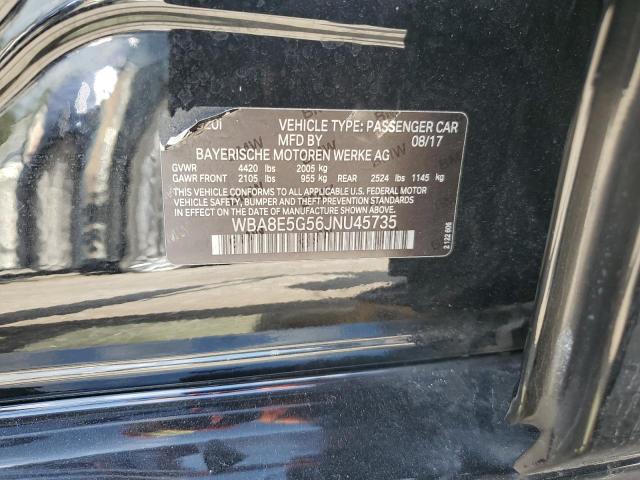 VEHICLE TYPE: PASSENGER CAR
MFD BY 08/17
BAYERISCHE MOTOREN WERKE AG
GVWR 4420 lbs 2005 kg
GAWR FRONT 2105 lbs 955 kg REAR 2524 lbs 1145 kg
THIS VEHICLE CONFORMS TO ALL APPLICABLE U.S. FEDERAL MOTOR
VEHICLE SAFETY, BUMPER AND THEFT PREVENTION STANDARDS IN
EFFECT ON THE DATE OF MANUFACTURE SHOWN ABOVE.
WBA8E5G56JNU45735